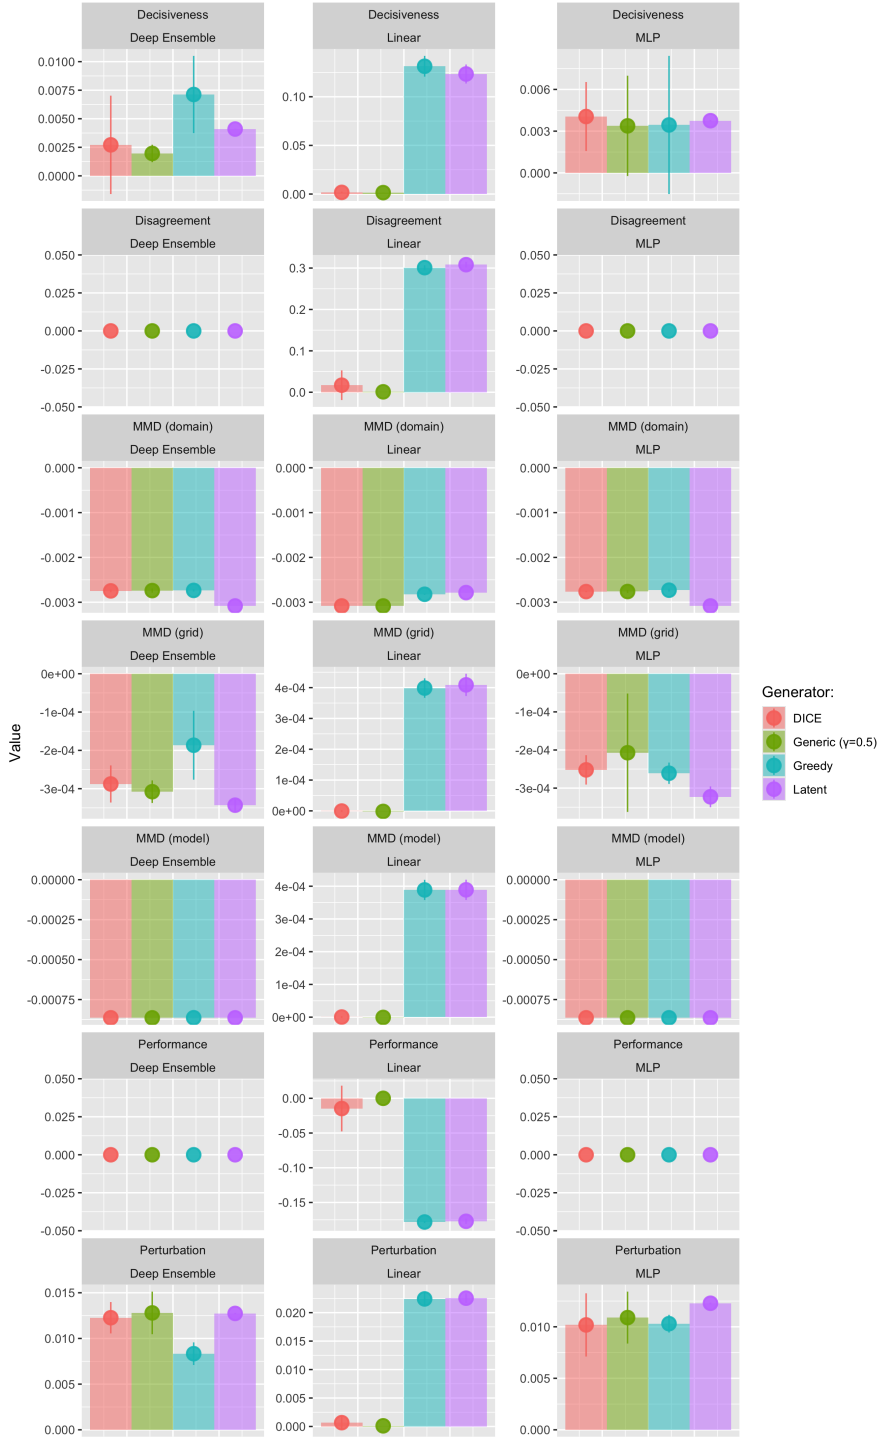 Decisiveness
Deep Ensemble
0.0100
0.0075
0.0050
0.0025
0.0000
Decisiveness
Linear
0.10
0.05
0.00
Decisiveness
MLP
0.006
0.003
0.000
Disagreement
Deep Ensemble
0.050
0.025
0.000
-0.025
-0.050
Disagreement
Linear
0.3
0.2
0.1
0.0
Disagreement
MLP
0.050
0.025
0.000
-0.025
-0.050
MMD (domain)
Deep Ensemble
0.000
-0.001
-0.002
-0.003
MMD (domain)
Linear
0.000
-0.001
-0.002
-0.003
MMD (domain)
MLP
0.000
-0.001
-0.002
-0.003
MMD (grid)
Deep Ensemble
0e+00
-1e-04
-2e-04
-3e-04
MMD (grid)
Linear
4e-04
3e-04
2e-04
1e-04
0e+00
MMD (grid)
MLP
0e+00
-1e-04
-2e-04
-3e-04
MMD (model)
Deep Ensemble
0.00000
-0.00025
-0.00050
-0.00075
MMD (model)
Linear
4e-04
3e-04
2e-04
1e-04
0e+00
MMD (model)
MLP
0.00000
-0.00025
-0.00050
-0.00075
Performance
Deep Ensemble
0.050
0.025
0.000
-0.025
-0.050
Performance
Linear
0.00
-0.05
-0.10
-0.15
Performance
MLP
0.050
0.025
0.000
-0.025
-0.050
Perturbation
Deep Ensemble
0.015
0.010
0.005
0.000
Perturbation
Linear
0.020
0.015
0.010
0.005
0.000
Perturbation
MLP
0.010
0.005
0.000
Value
Generator:
DICE
Generic (γ=0.5)
Greedy
Latent